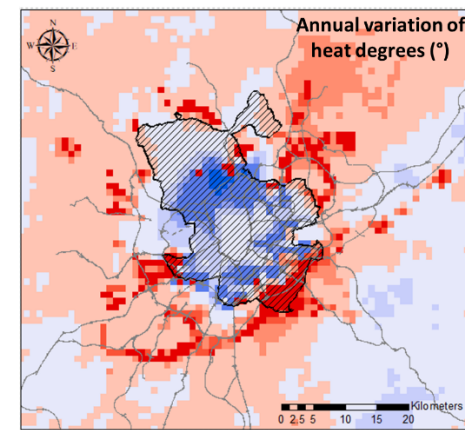 Annual variation of
heat degrees (°)
N
W E
S
Kilometers
0 2.5 5 10 15 20